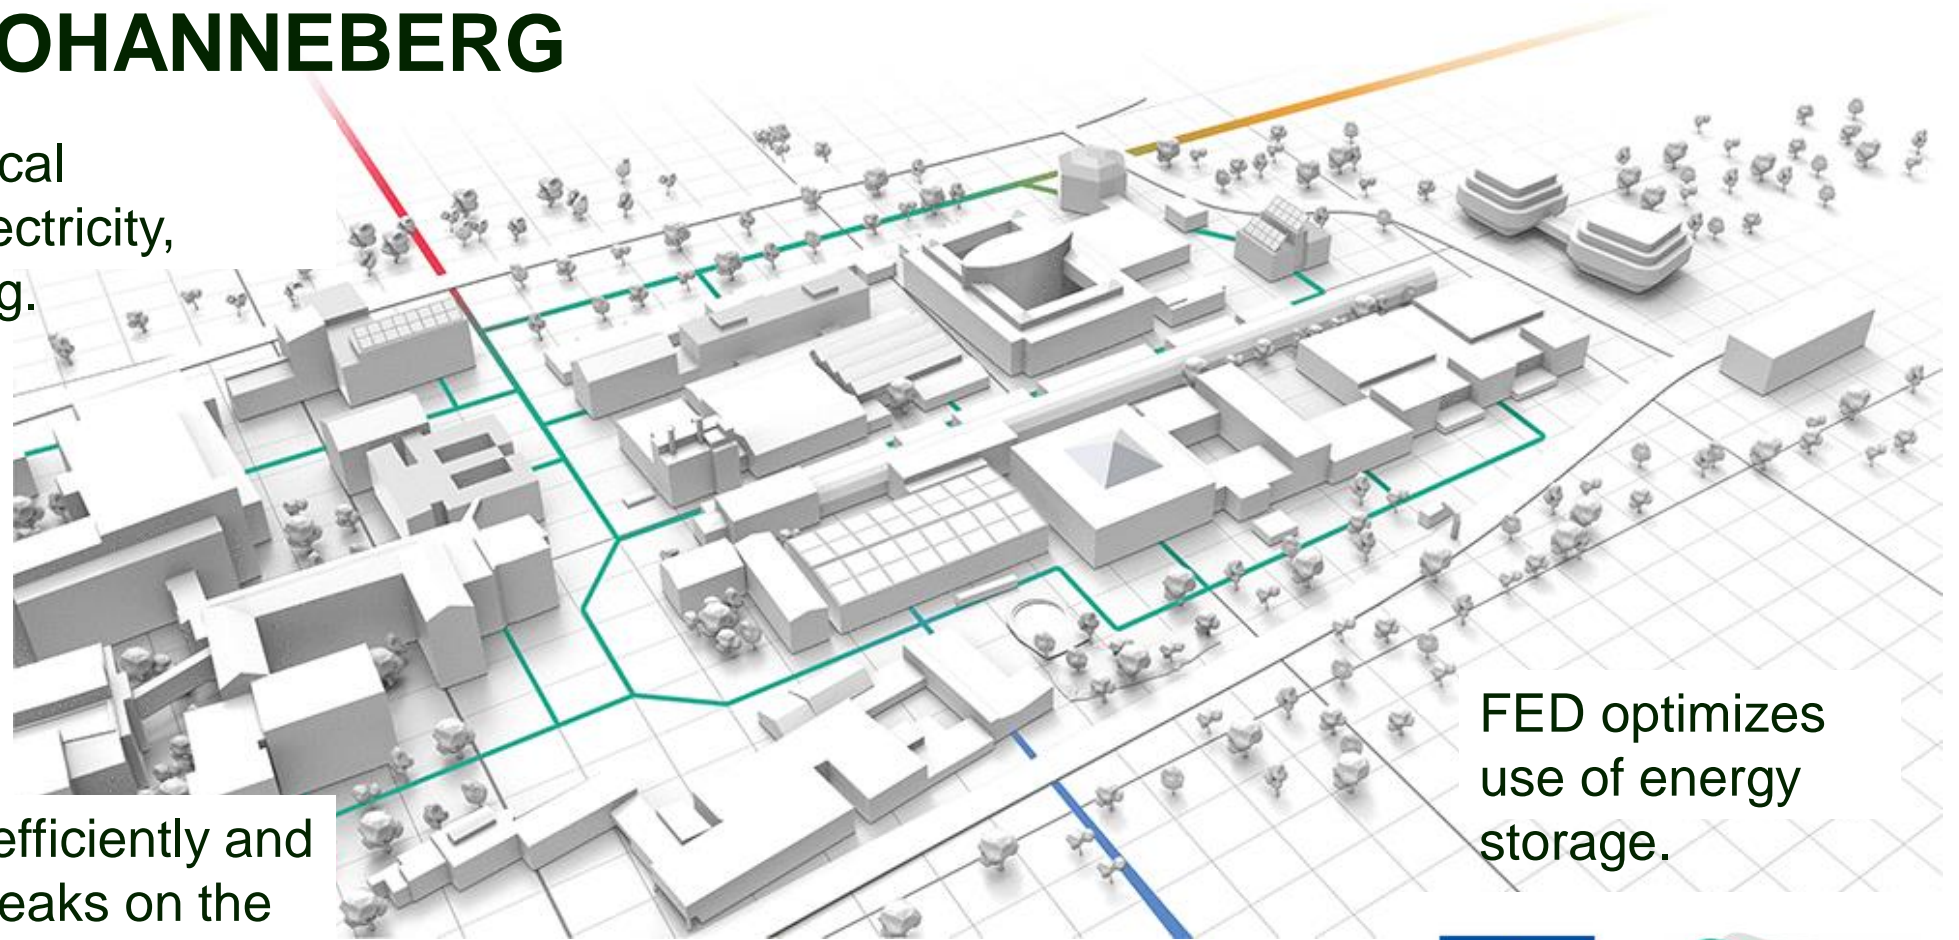 OHANNEBERG
cal
ectricity,
g.
efficiently and
eaks on the
FED optimizes
use of energy
storage.